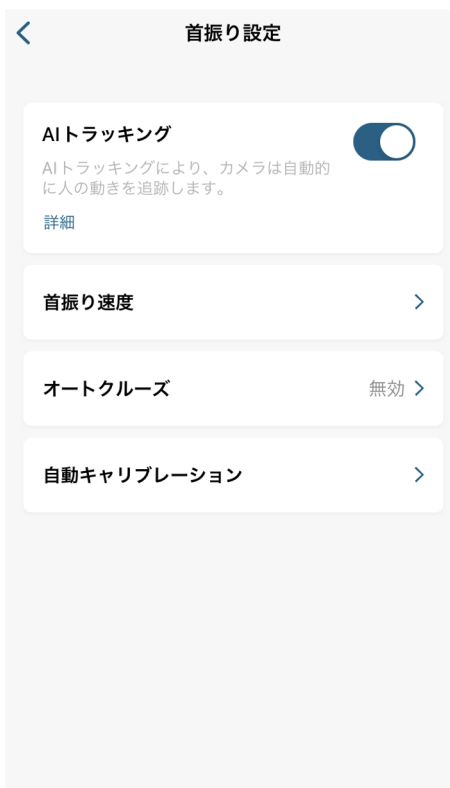 首振り設定
AIトラッキング
AIトラッキングにより、カメラは自動的
に人の動きを追跡します。
詳細
首振り速度
オートクルーズ
無効
自動キャリブレーション